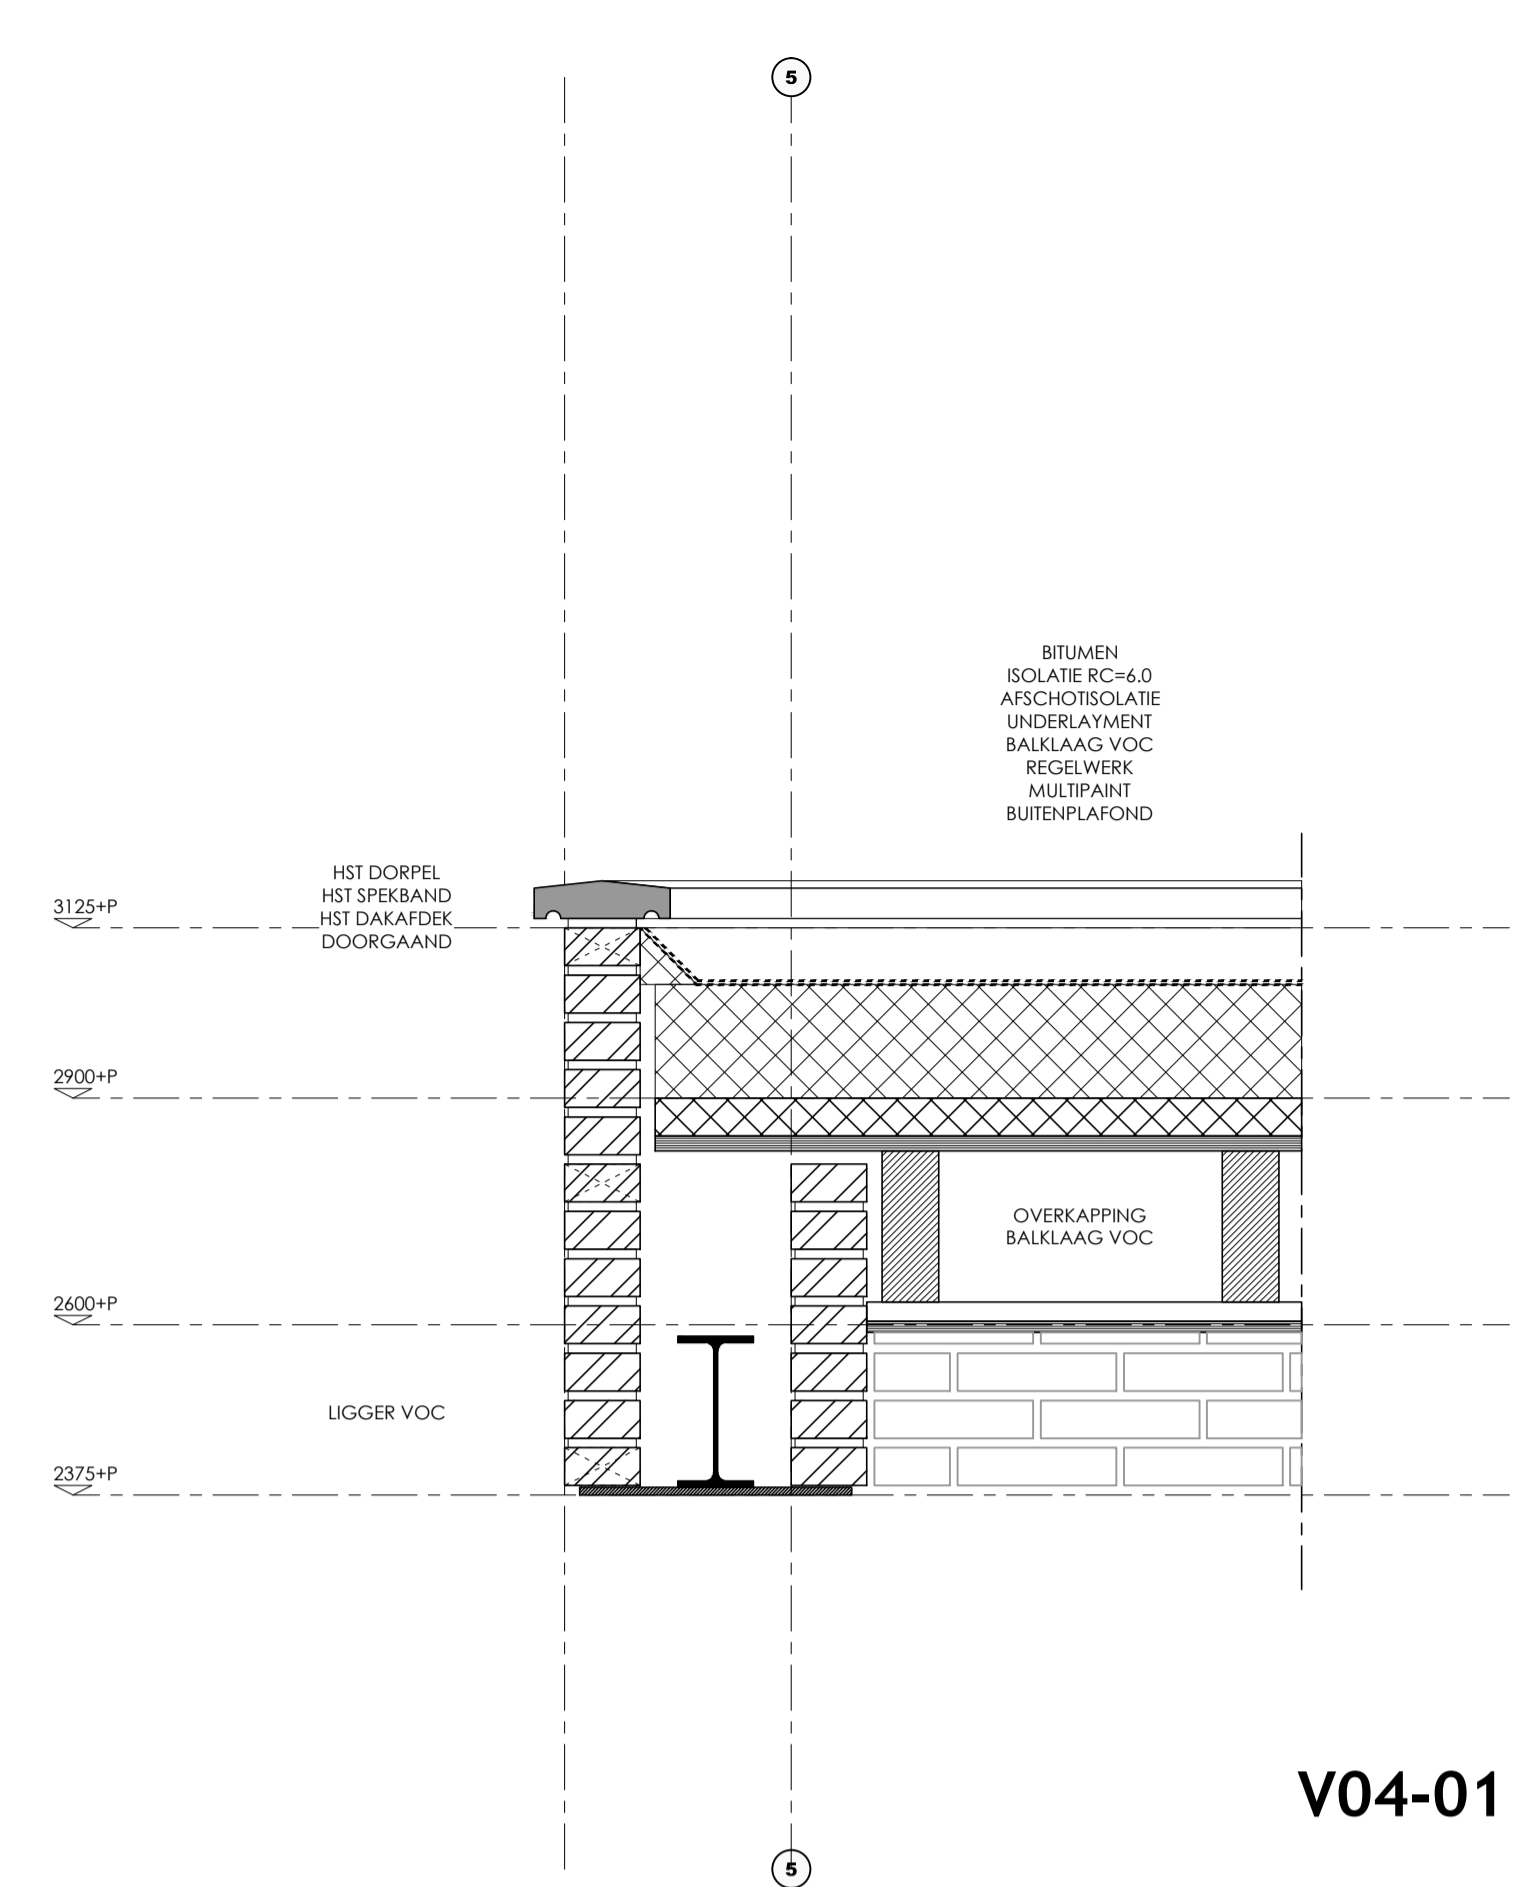 5
BITUMEN
ISOLATIE RC=6.0
AFSCHOTISOLATIE
UNDERLAYMENT
BALKLAAG VOC
REGELWERK
MULTIPAINT
BUITENPLAFOND
HST DORPEL
HST SPEKBAND
HST DAKAFDEK
DOORGAAND
3125+P
2900+P
OVERKAPPING
BALKLAAG VOC
2600+P
LIGGER VOC
2375+P
V04-01
5